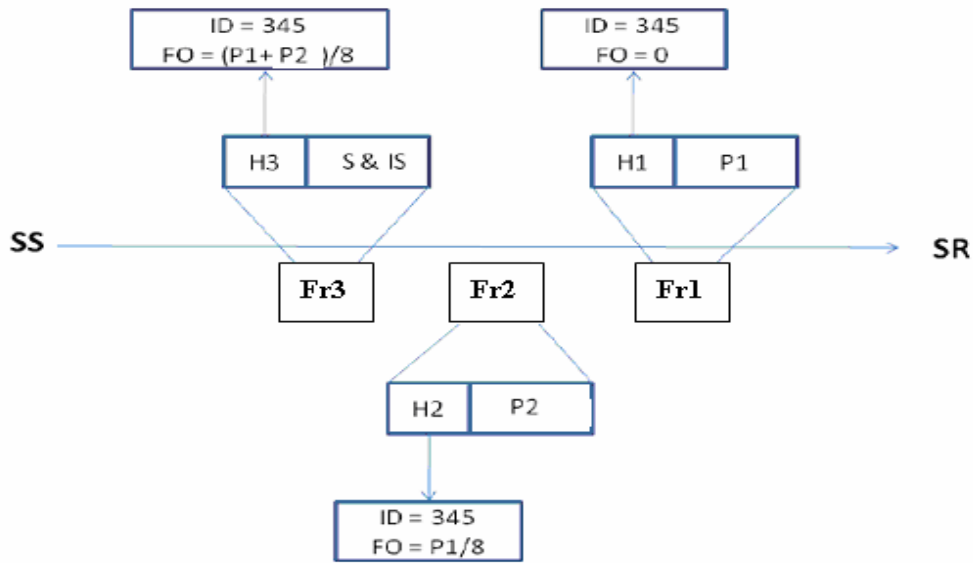 ID = 345
FO = (P1+ P2 )/8
ID = 345
FO = 0
H3
S & IS
H1
P1
SS
SR
Fr3
Fr2
Fr1
H2
P2
ID = 345
FO = P1/8